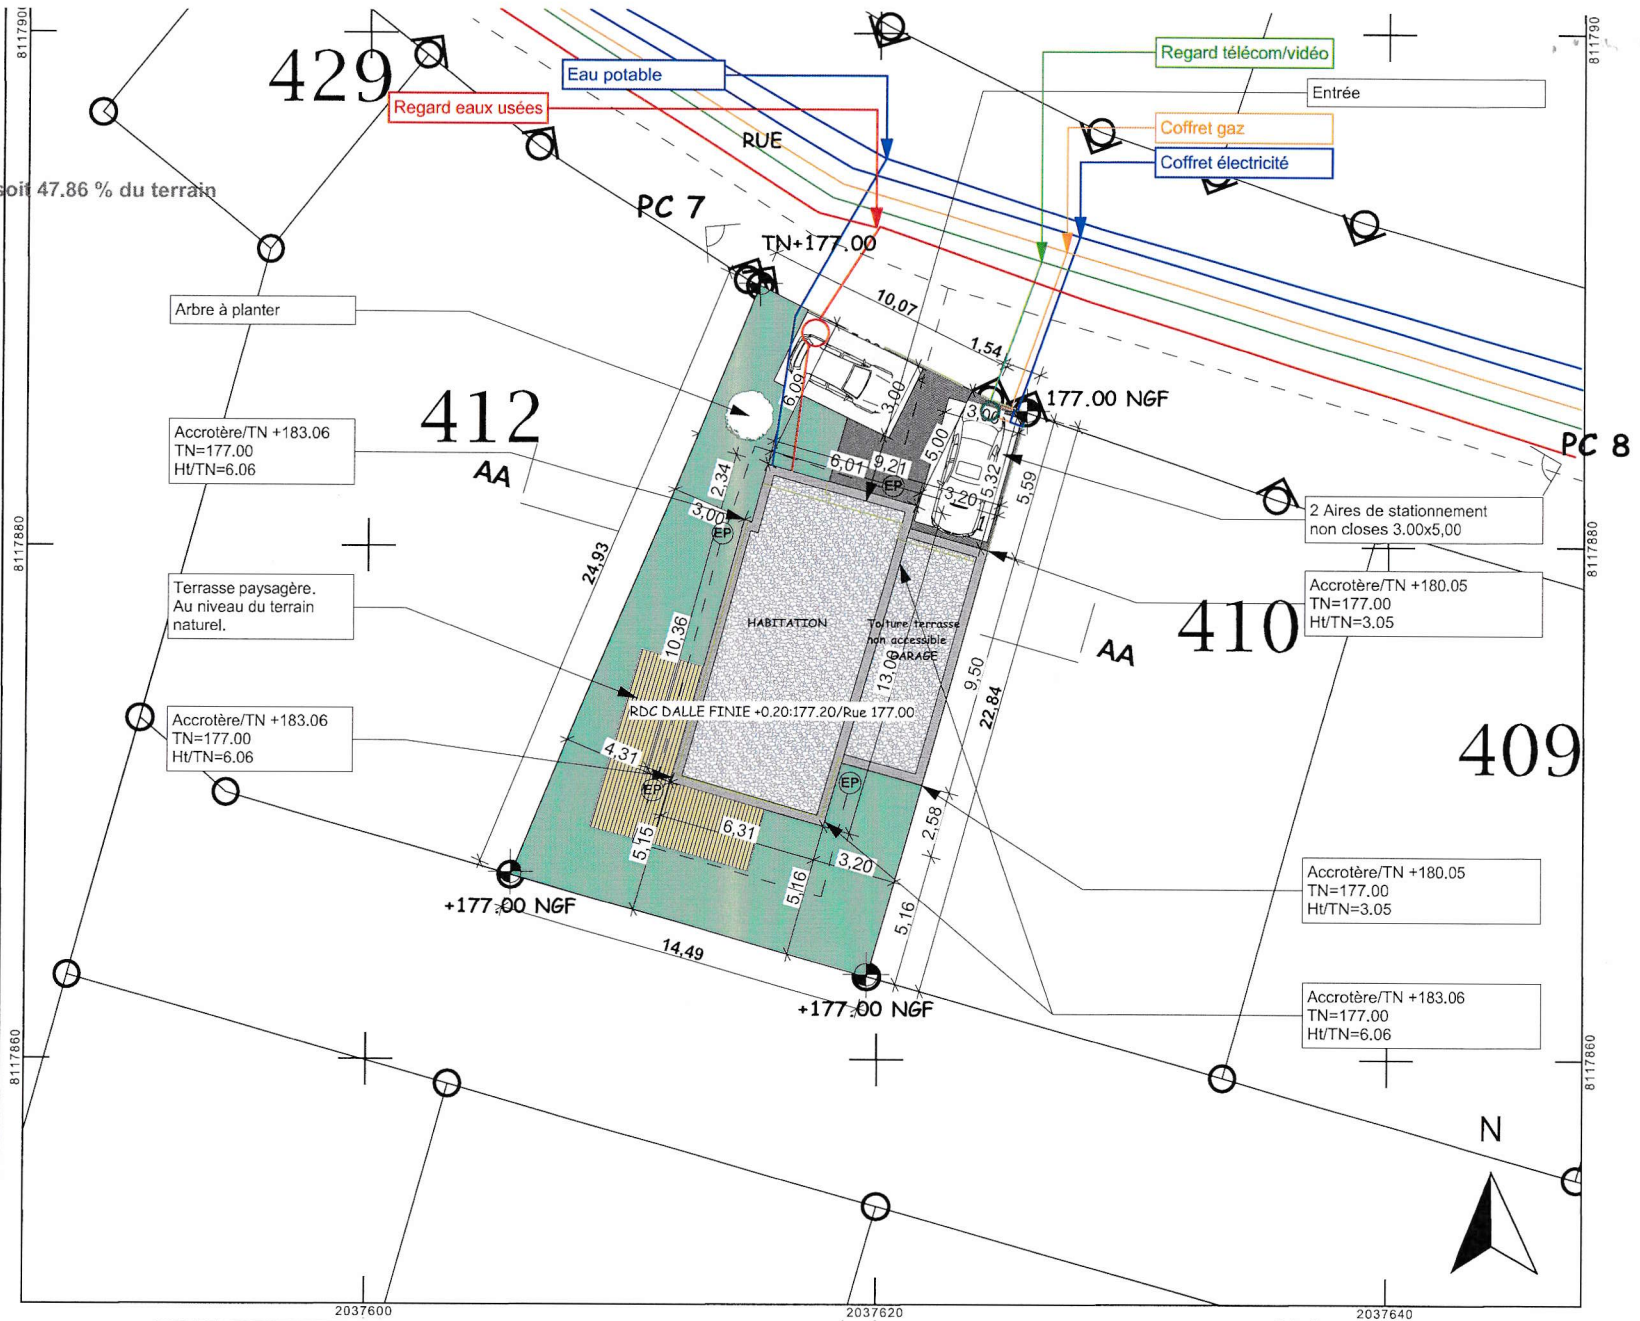 8117900
811790
429
Eau potable
Regard eaux usées
Regard télécom/vidéo
Entrée
Coffret gaz
Coffret électricité
RUE
soit 47.86 % du terrain
PC 7
TN+177.00
10,07
1,54
Arbre à planter
177.00 NGF
412
6,09
3,00
3,00
5,00
Accrotère/TN +183.06
TN=177.00
Ht/TN=6.06
AA
PC 8
6,01
9,21
EP
5,32
5,59
2,34
3,20
3,00
EP
2 Aires de stationnement
non closes 3.00x5,00
8117880
8117880
24,93
Terrasse paysagère.
Au niveau du terrain
naturel.
Accrotère/TN +180.05
TN=177.00
Ht/TN=3.05
HABITATION
Toiture terrasse
non accessible
GARAGE
10,36
410
AA
13,00
9,50
22,84
RDC DALLE FINIE +0.20:177.20/Rue 177.00
Accrotère/TN +183.06
TN=177.00
Ht/TN=6.06
409
4,31
EP
EP
6,31
2,58
5,15
3,20
5,16
5,16
Accrotère/TN +180.05
TN=177.00
Ht/TN=3.05
+177.00 NGF
14,49
+177.00 NGF
Accrotère/TN +183.06
TN=177.00
Ht/TN=6.06
8117860
8117860
N
2037600
2037620
2037640